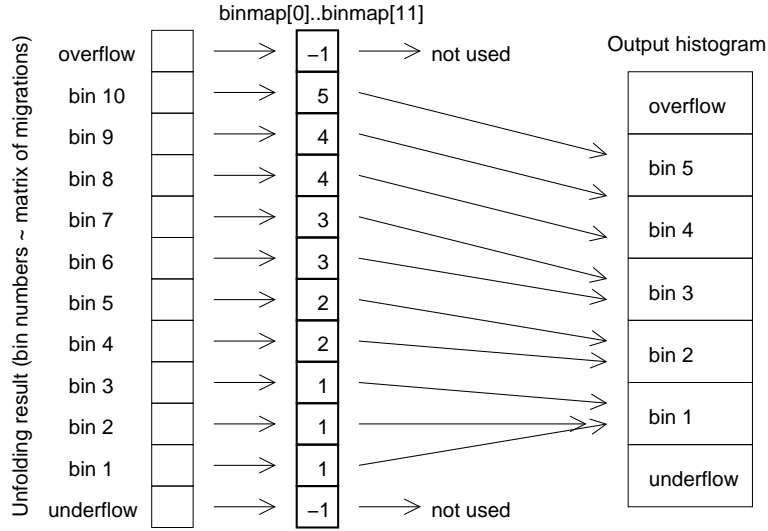 binmap[0]..binmap[11]
Output histogram
Unfolding result (bin numbers ~ matrix of migrations)
overflow −1 not used
bin 10 5
bin 9 4
bin 8 4
bin 7 3
bin 6 3
bin 5 2
bin 4 2
bin 3 1
bin 2 1
bin 1 1
underflow −1 not used
overflow
bin 5
bin 4
bin 3
bin 2
bin 1
underflow